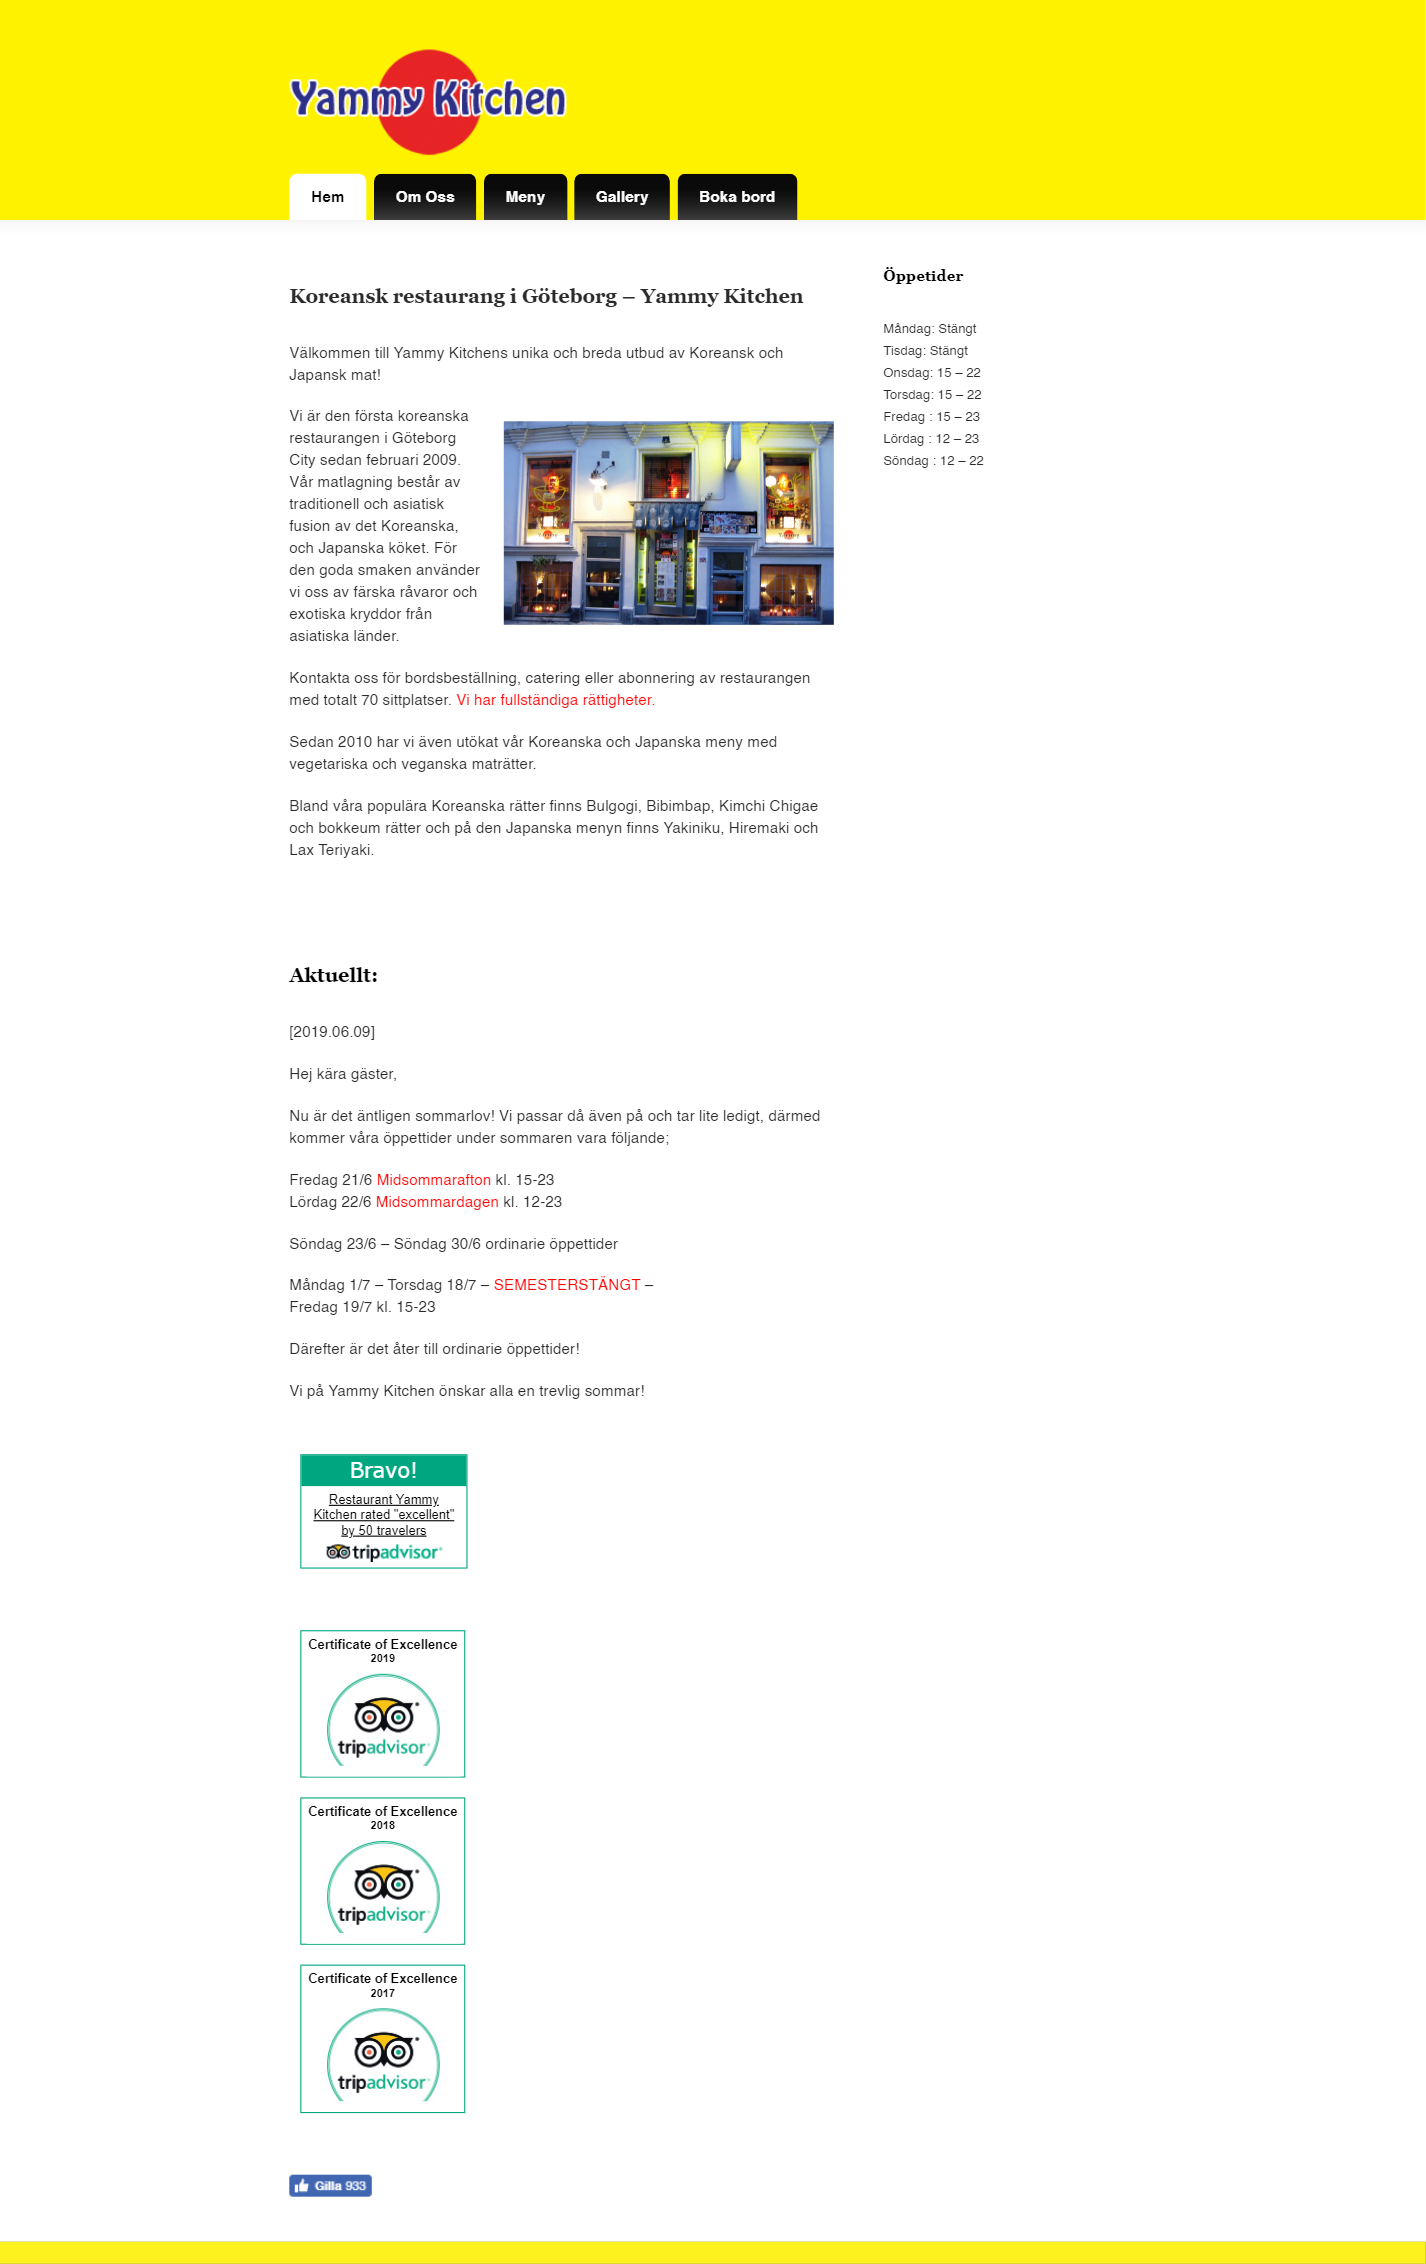 Yammy Kitchen
Hem
Om Oss
Meny
Gallery
Boka bord
Koreansk restaurang i Göteborg – Yammy Kitchen
Välkommen till Yammy Kitchens unika och breda utbud av Koreansk och
Japansk mat!
Vi är den första koreanska
restaurangen i Göteborg
City sedan februari 2009.
Vår matlagning består av
traditionell och asiatisk
fusion av det Koreanska,
och Japanska köket. För
den goda smaken använder
vi oss av färska råvaror och
exotiska kryddor från
asiatiska länder.
Kontakta oss för bordsbeställning, catering eller abonnering av restaurangen
med totalt 70 sittplatser. Vi har fullständiga rättigheter.
Sedan 2010 har vi även utökat vår Koreanska och Japanska meny med
vegetariska och veganska maträtter.
Bland våra populära Koreanska rätter finns Bulgogi, Bibimbap, Kimchi Chigae
och bokkeum rätter och på den Japanska menyn finns Yakiniku, Hiremaki och
Lax Teriyaki.
Aktuellt:
[2019.06.09]
Hej kära gäster,
Nu är det äntligen sommarlov! Vi passar då även på och tar lite ledigt, därmed
kommer våra öppettider under sommaren vara följande;
Fredag 21/6 Midsommarafton kl. 15-23
Lördag 22/6 Midsommardagen kl. 12-23
Söndag 23/6 – Söndag 30/6 ordinarie öppettider
Måndag 1/7 – Torsdag 18/7 – SEMESTERSTÄNGT –
Fredag 19/7 kl. 15-23
Därefter är det åter till ordinarie öppettider!
Vi på Yammy Kitchen önskar alla en trevlig sommar!
Bravo!
Restaurant Yammy
Kitchen rated "excellent"
by 50 travelers
tripadvisor
Certificate of Excellence
2019
tripadvisor
Certificate of Excellence
2018
tripadvisor
Certificate of Excellence
2017
tripadvisor
Gilla 933
Öppetider
Måndag: Stängt
Tisdag: Stängt
Onsdag: 15 – 22
Torsdag: 15 – 22
Fredag : 15 – 23
Lördag : 12 – 23
Söndag : 12 – 22